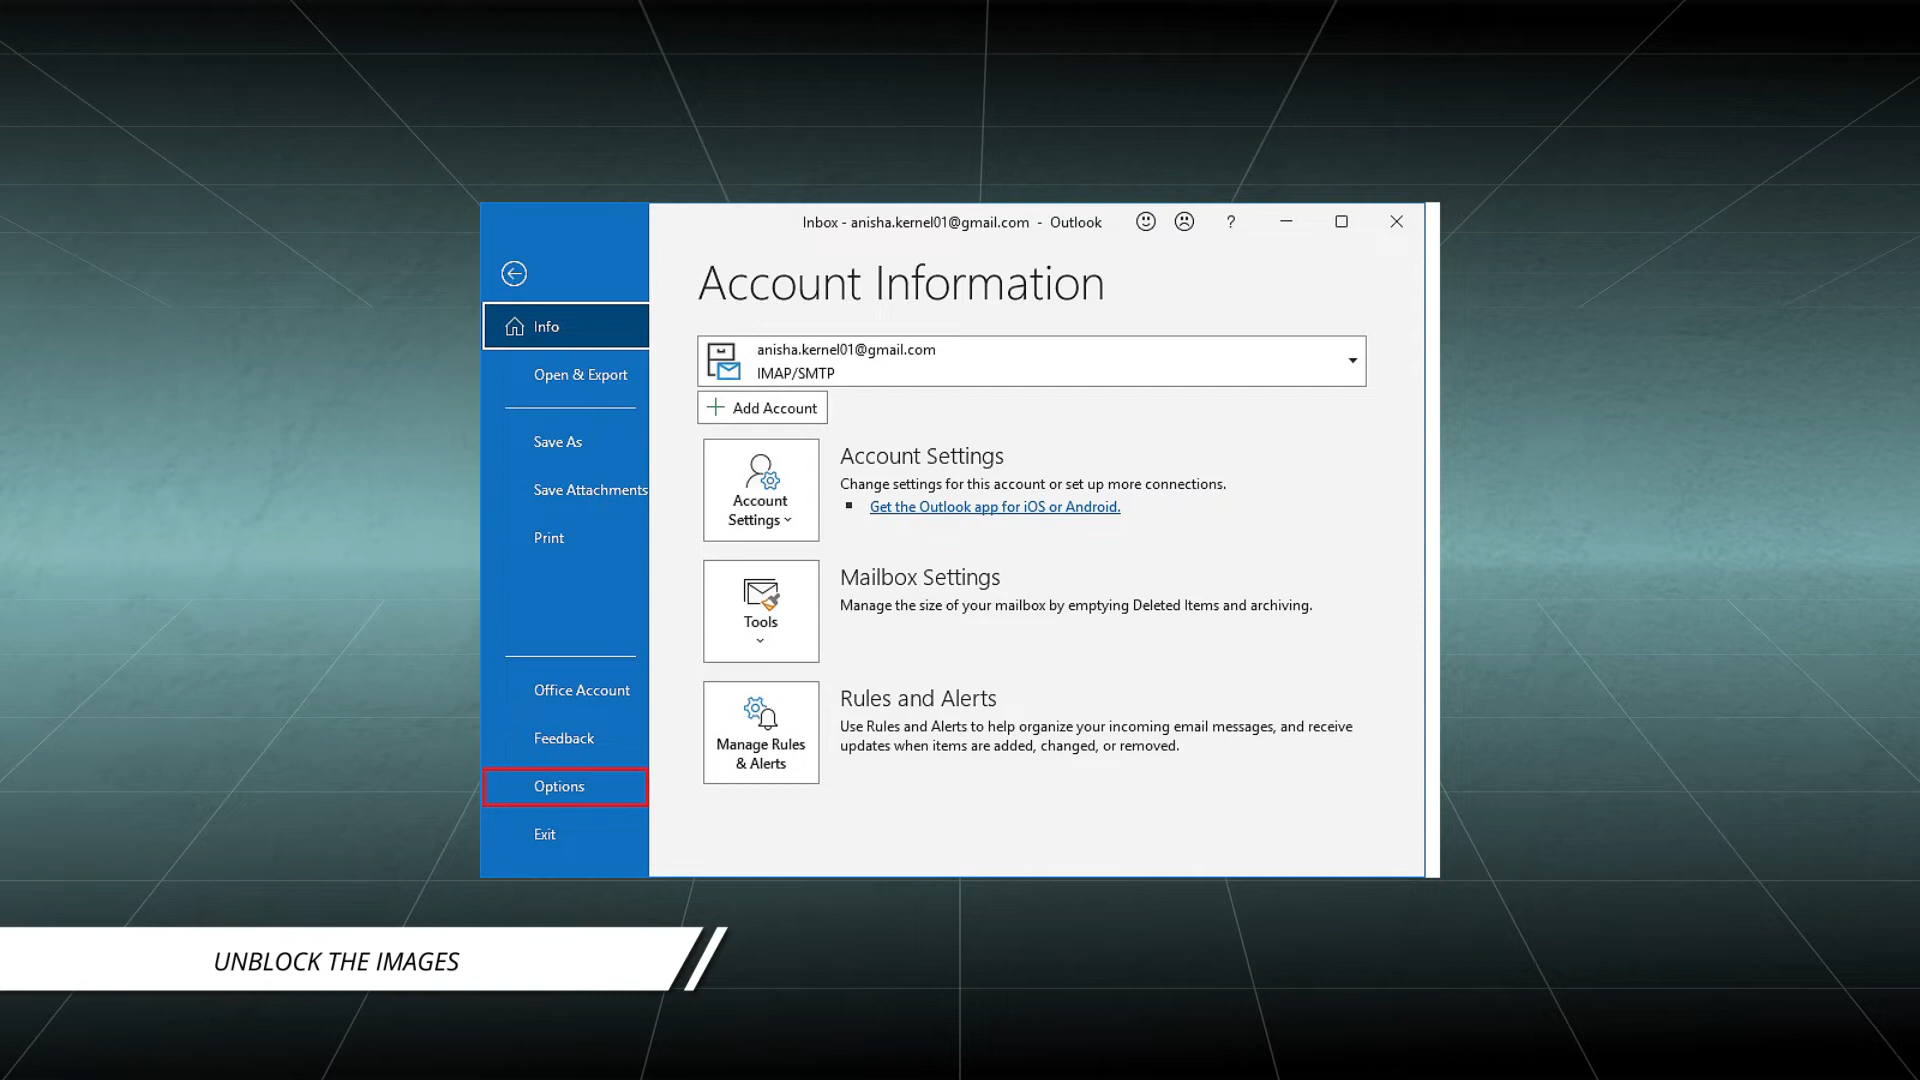 Inbox - anisha.kernel01@gmail.com - Outlook
?
Account Information
Info
Open & Export
Save As
Save Attachments
Print
Office Account
Feedback
Options
Exit
anisha.kernel01@gmail.com
IMAP/SMTP
Add Account
Account
Settings
Account Settings
Change settings for this account or set up more connections.
Get the Outlook app for iOS or Android.
Tools
Mailbox Settings
Manage the size of your mailbox by emptying Deleted Items and archiving.
Manage Rules
& Alerts
Rules and Alerts
Use Rules and Alerts to help organize your incoming email messages, and receive
updates when items are added, changed, or removed.
UNBLOCK THE IMAGES